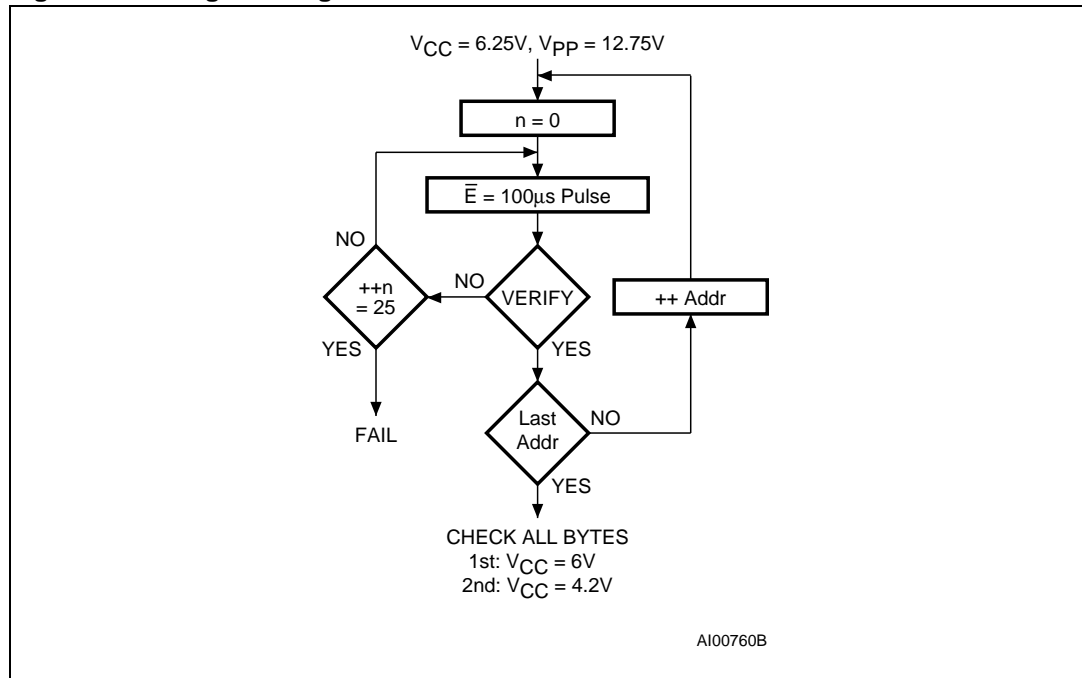 VCC = 6.25V, VPP = 12.75V
n = 0
E̅ = 100μs Pulse
NO
++n
= 25
NO
VERIFY
++ Addr
YES
YES
Last
Addr
NO
FAIL
YES
CHECK ALL BYTES
1st: VCC = 6V
2nd: VCC = 4.2V
AI00760B